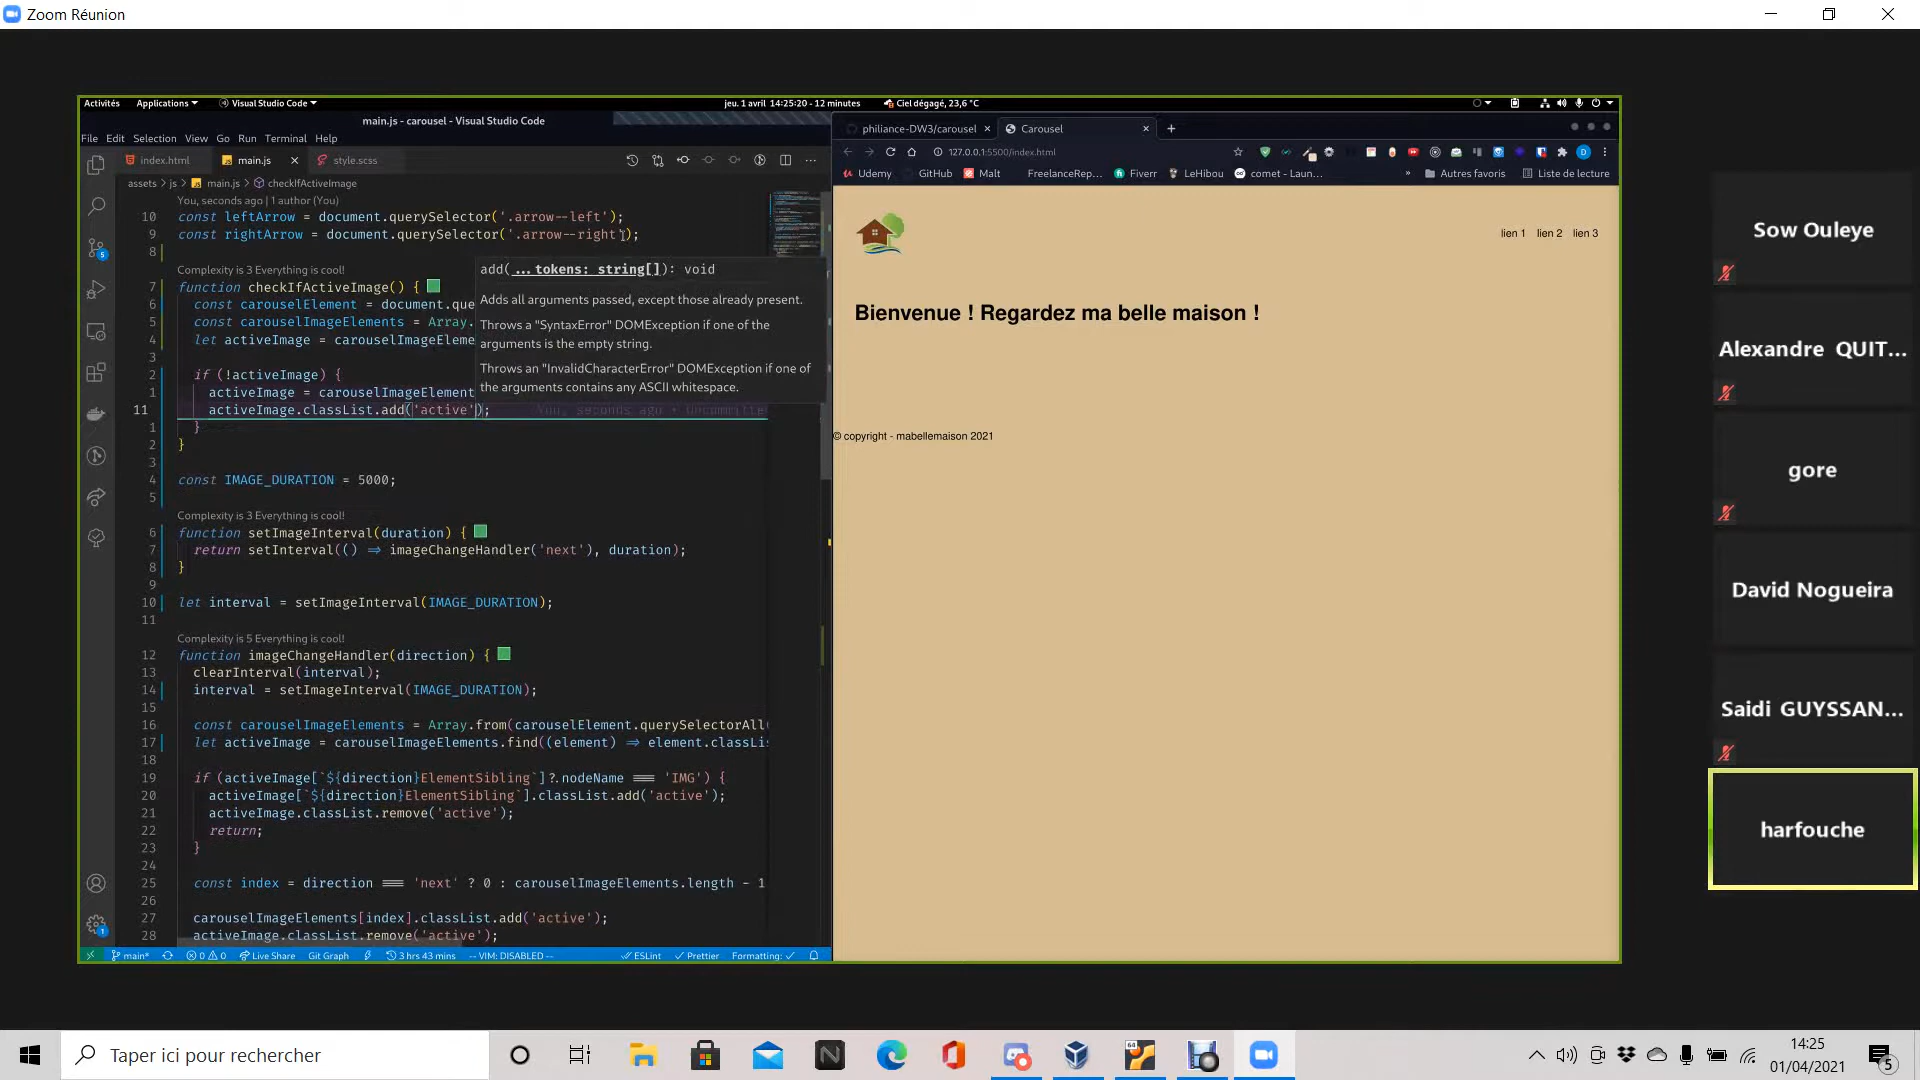 Zoom Réunion
Activités Applications Visual Studio Code jeu. 1 avril 14:25:20 - 12 minutes Ciel dégagé, 23,6 °C
main.js - carousel - Visual Studio Code
File Edit Selection View Go Run Terminal Help
index.html main.js style.scss
assets > js > main.js > checkIfActiveImage
You, seconds ago | 1 author (You)
10 const leftArrow = document.querySelector('.arrow--left');
9 const rightArrow = document.querySelector('.arrow--right');
8
Complexity is 3 Everything is cool!
7 function checkIfActiveImage() {
6 const carouselElement = document.que
5 const carouselImageElements = Array.
4 let activeImage = carouselImageEleme
3
2 if (!activeImage) {
1 activeImage = carouselImageElement
11 activeImage.classList.add('active'); You, seconds ago • Uncommitte
1 }
2 }
3
4 const IMAGE_DURATION = 5000;
5
Complexity is 3 Everything is cool!
6 function setImageInterval(duration) {
7 return setInterval(() => imageChangeHandler('next'), duration);
8 }
9
10 let interval = setImageInterval(IMAGE_DURATION);
11
Complexity is 5 Everything is cool!
12 function imageChangeHandler(direction) {
13 clearInterval(interval);
14 interval = setImageInterval(IMAGE_DURATION);
15
16 const carouselImageElements = Array.from(carouselElement.querySelectorAll
17 let activeImage = carouselImageElements.find((element) => element.classLis
18
19 if (activeImage[`${direction}ElementSibling`]?.nodeName === 'IMG') {
20 activeImage[`${direction}ElementSibling`].classList.add('active');
21 activeImage.classList.remove('active');
22 return;
23 }
24
25 const index = direction === 'next' ? 0 : carouselImageElements.length - 1
26
27 carouselImageElements[index].classList.add('active');
28 activeImage.classList.remove('active');
add(...tokens: string[]): void
Adds all arguments passed, except those already present.
Throws a "SyntaxError" DOMException if one of the
arguments is the empty string.
Throws an "InvalidCharacterError" DOMException if one of
the arguments contains any ASCII whitespace.
5
1
main* 0 0 Live Share Git Graph 3 hrs 43 mins -- VIM: DISABLED -- ESLint Prettier Formatting:
philiance-DW3/carousel Carousel
127.0.0.1:5500/index.html
Udemy GitHub Malt FreelanceRep... Fiverr LeHibou comet - Laun... » Autres favoris Liste de lecture
lien 1 lien 2 lien 3
Bienvenue ! Regardez ma belle maison !
© copyright - mabellemaison 2021
Sow Ouleye
Alexandre QUIT...
gore
David Nogueira
Saidi GUYSSAN...
harfouche
Taper ici pour rechercher
64
14:25
01/04/2021
5